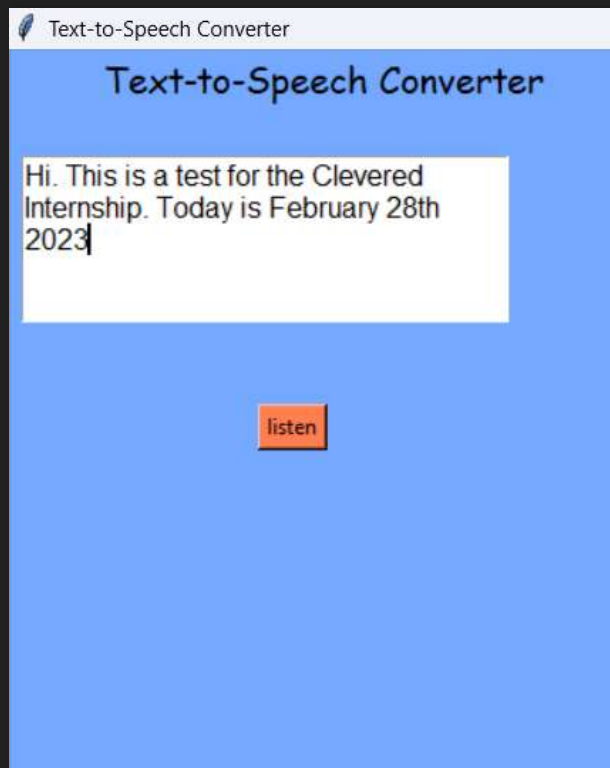 Text-to-Speech Converter
Text-to-Speech Converter
Hi. This is a test for the Clevered
Internship. Today is February 28th
2023
listen